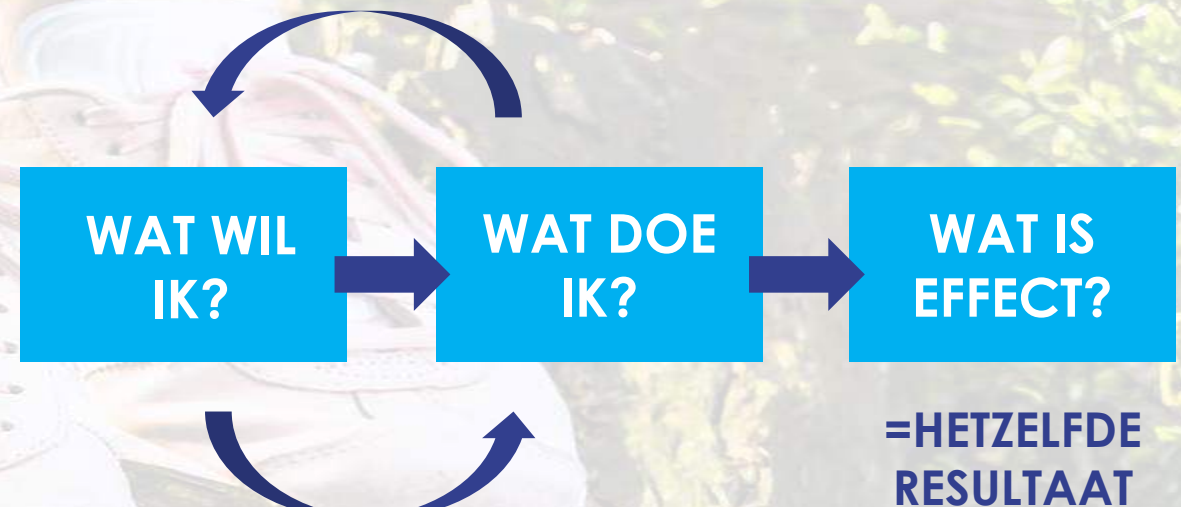 WAT WIL
IK?
WAT DOE
IK?
WAT IS
EFFECT?
=HETZELFDE
RESULTAAT